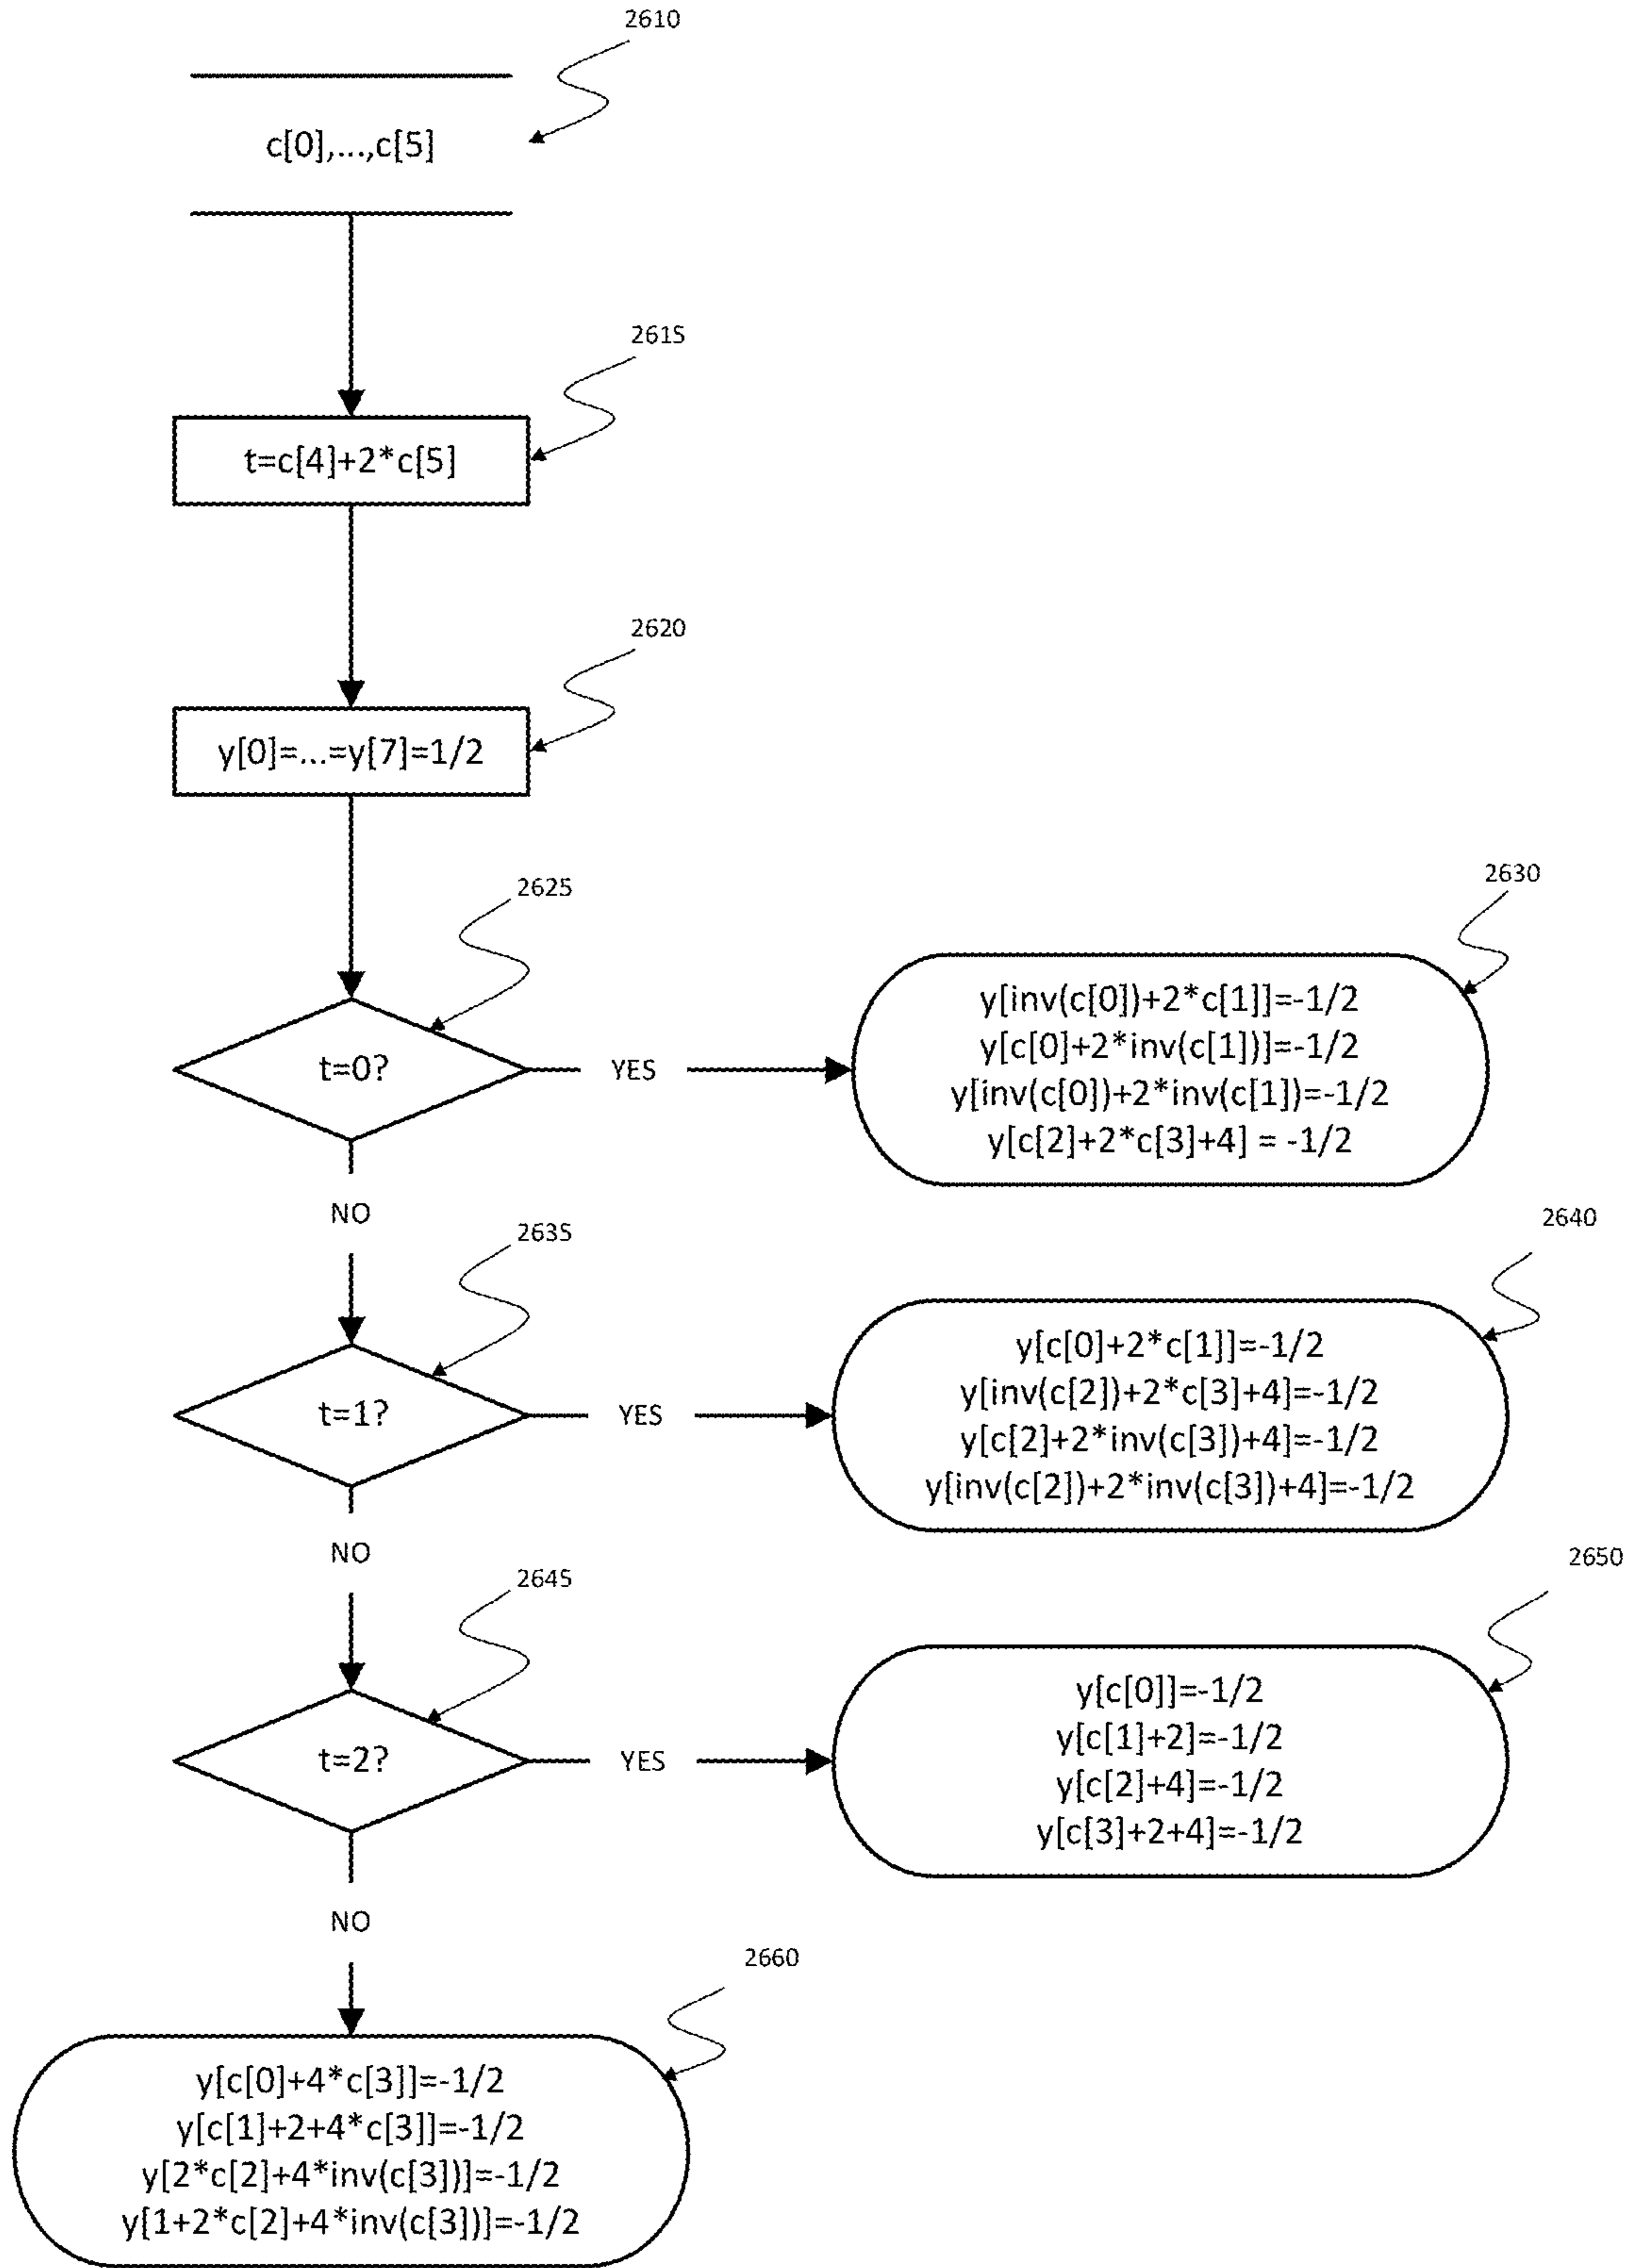 2610
c[0],...,c[5]
2615
t=c[4]+2*c[5]
2620
y[0]=...=y[7]=1/2
2625
2630
t=0?
YES
y[inv(c[0])+2*c[1]]=-1/2
y[c[0]+2*inv(c[1])]=-1/2
y[inv(c[0])+2*inv(c[1])=-1/2
y[c[2]+2*c[3]+4] = -1/2
NO
2635
2640
t=1?
YES
y[c[0]+2*c[1]]=-1/2
y[inv(c[2])+2*c[3]+4]=-1/2
y[c[2]+2*inv(c[3])+4]=-1/2
y[inv(c[2])+2*inv(c[3])+4]=-1/2
NO
2645
2650
t=2?
YES
y[c[0]]=-1/2
y[c[1]+2]=-1/2
y[c[2]+4]=-1/2
y[c[3]+2+4]=-1/2
NO
2660
y[c[0]+4*c[3]]=-1/2
y[c[1]+2+4*c[3]]=-1/2
y[2*c[2]+4*inv(c[3])]=-1/2
y[1+2*c[2]+4*inv(c[3])]=-1/2